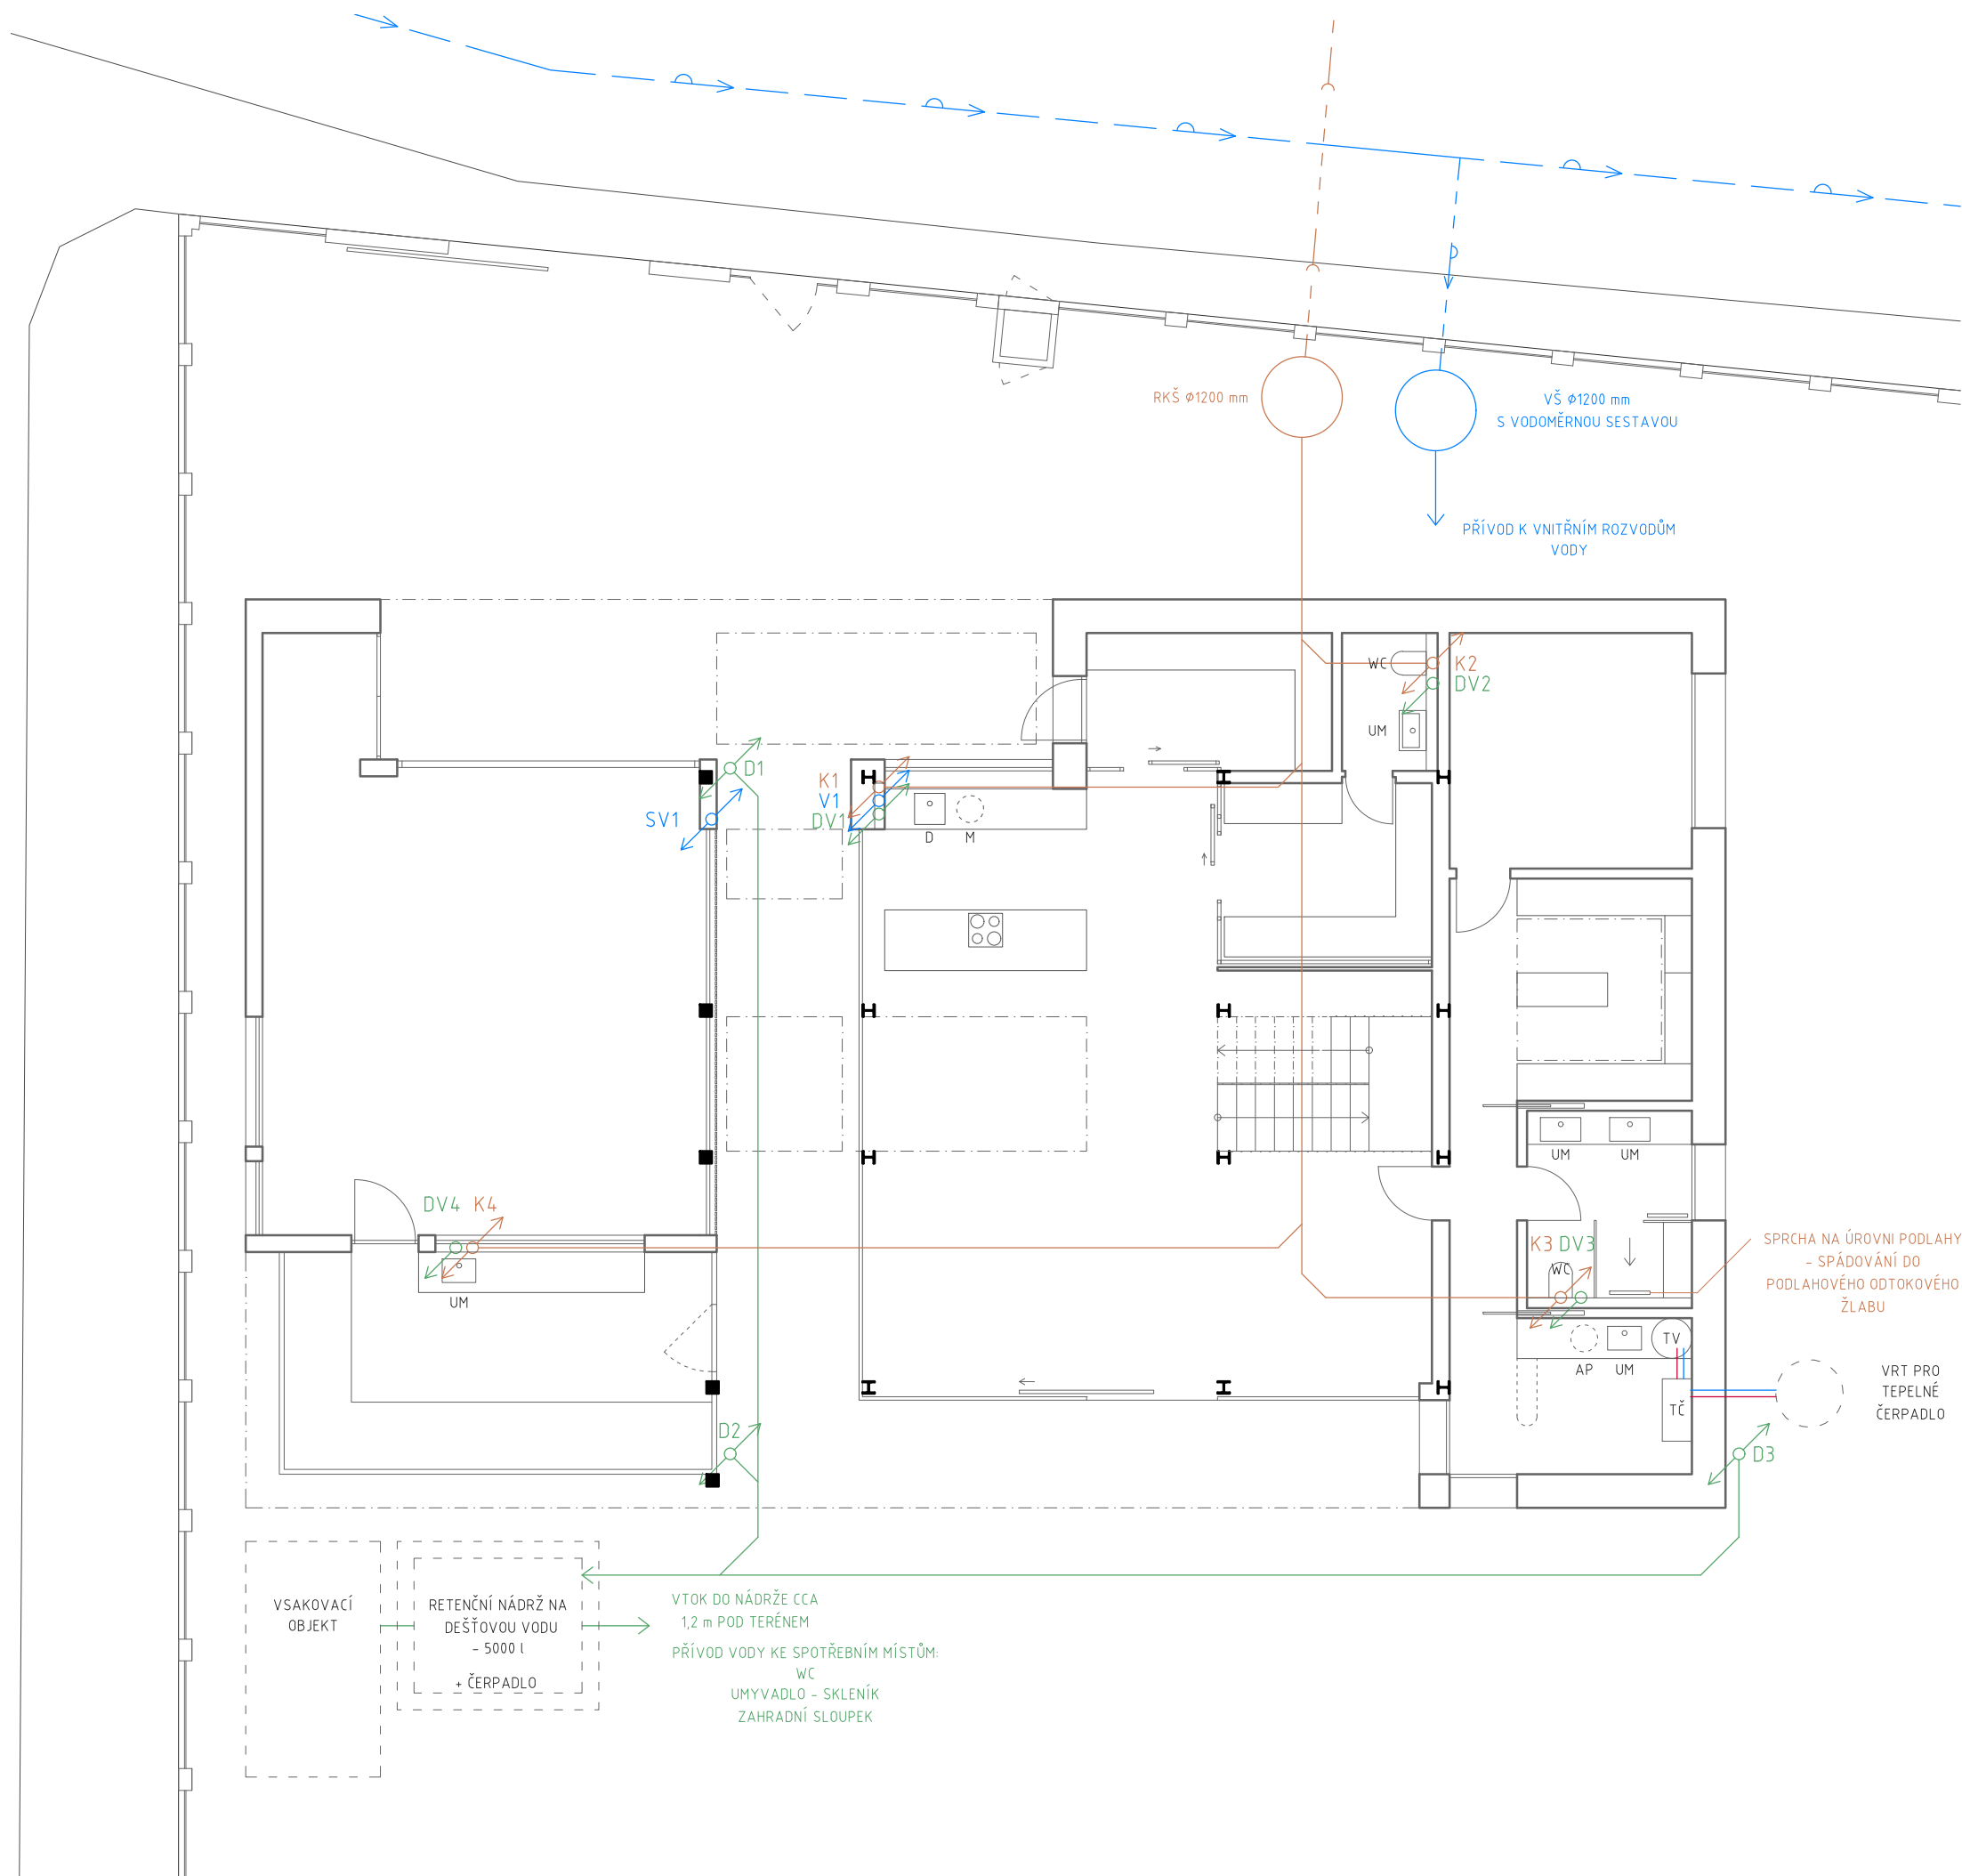 RKŠ Ø1200 mm
VŠ Ø1200 mm
S VODOMĚRNOU SESTAVOU
PŘÍVOD K VNITŘNÍM ROZVODŮM
VODY
WC
K2
DV2
UM
D1
K1
V1
SV1
DV1
D
M
UM
UM
DV4
K4
SPRCHA NA ÚROVNI PODLAHY
– SPÁDOVÁNÍ DO
PODLAHOVÉHO ODTOKOVÉHO
ŽLABU
K3
DV3
WC
UM
TV
AP
UM
VRT PRO
TEPELNÉ
ČERPADLO
TČ
D2
D3
VSAKOVACÍ
OBJEKT
RETENČNÍ NÁDRŽ NA
DEŠŤOVOU VODU
– 5000 l
+ ČERPADLO
VTOK DO NÁDRŽE CCA
1,2 m POD TERÉNEM
PŘÍVOD VODY KE SPOTŘEBNÍM MÍSTŮM:
WC
UMYVADLO – SKLENÍK
ZAHRADNÍ SLOUPEK